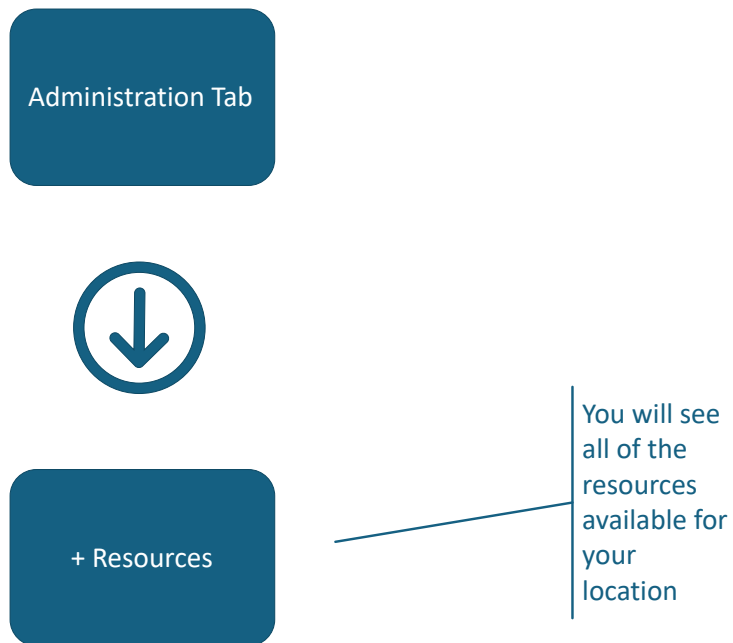 Administration Tab
+ Resources
You will see
all of the
resources
available for
your
location